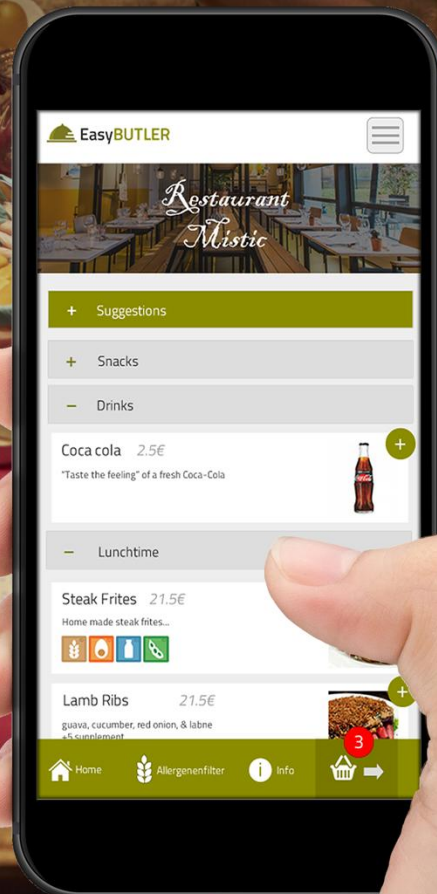 EasyBUTLER
Restaurant
Mistic
+ Suggestions
+ Snacks
− Drinks
Coca cola 2.5€
+
"Taste the feeling" of a fresh Coca-Cola
− Lunchtime
Steak Frites 21.5€
Home made steak frites...
Lamb Ribs 21.5€
+
guava, cucumber, red onion, & labne
+5 supplement
3
Home
Allergenenfilter
i Info